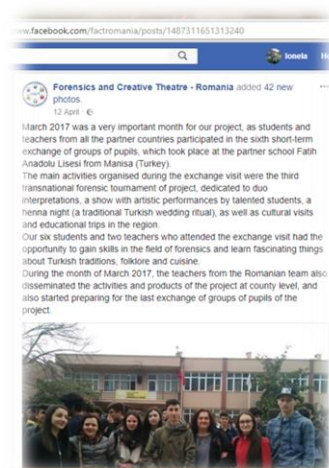 www.facebook.com/factromania/posts/1487311651313240
Ionela
Forensics and Creative Theatre - Romania added 42 new
photos.
12 April ·
March 2017 was a very important month for our project, as students and
teachers from all the partner countries participated in the sixth short-term
exchange of groups of pupils, which took place at the partner school Fatih
Anadolu Lisesi from Manisa (Turkey).
The main activities organised during the exchange visit were the third
transnational forensic tournament of project, dedicated to duo
interpretations, a show with artistic performances by talented students, a
henna night (a traditional Turkish wedding ritual), as well as cultural visits
and educational trips in the region.
Our six students and two teachers who attended the exchange visit had the
opportunity to gain skills in the field of forensics and learn fascinating things
about Turkish traditions, folklore and cuisine.
During the month of March 2017, the teachers from the Romanian team also
disseminated the activities and products of the project at county level, and
also started preparing for the last exchange of groups of pupils of the
project.